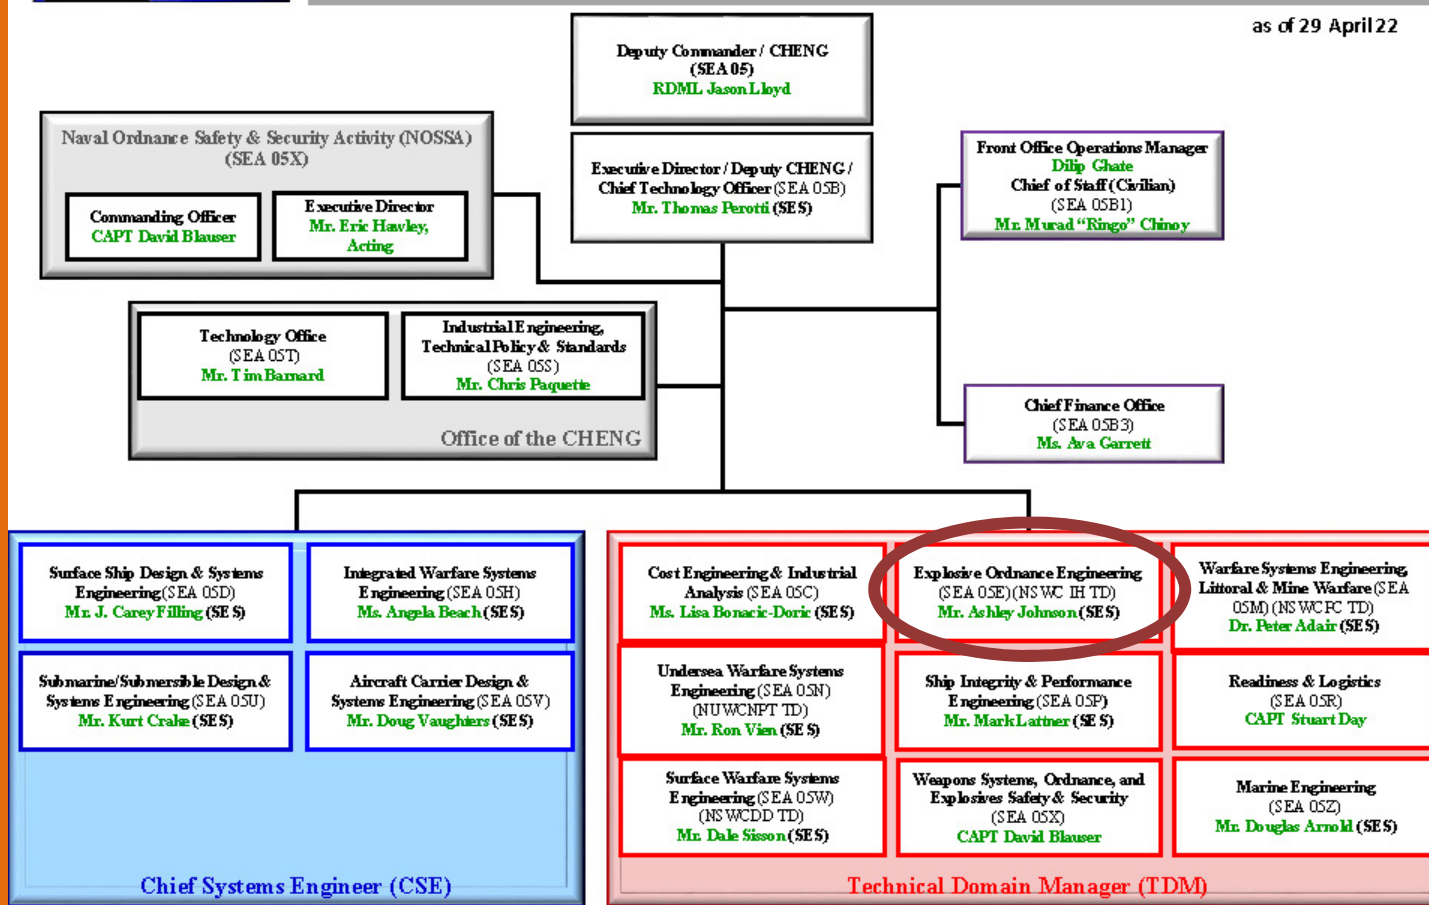 as of 29 April 22
Deputy Commander / CHENG
(SEA 05)
RDML Jason Lloyd
Naval Ordnance Safety & Security Activity (NOSSA)
(SEA 05X)
Commanding Officer
CAPT David Blauser
Executive Director
Mr. Eric Hawley,
Acting
Executive Director / Deputy CHENG /
Chief Technology Officer (SEA 05B)
Mr. Thomas Perotti (SES)
Front Office Operations Manager
Dilip Ghate
Chief of Staff (Civilian)
(SEA 05B1)
Mr. Murad “Ringo” Chinoy
Technology Office
(SEA 05T)
Mr. Tim Barnard
Industrial Engineering,
Technical Policy & Standards
(SEA 05S)
Mr. Chris Paquette
Office of the CHENG
Chief Finance Office
(SEA 05B3)
Ms. Ava Garrett
Surface Ship Design & Systems
Engineering (SEA 05D)
Mr. J. Carey Filling (SES)
Integrated Warfare Systems
Engineering (SEA 05H)
Ms. Angela Beach (SES)
Submarine/Submersible Design &
Systems Engineering (SEA 05U)
Mr. Kurt Crake (SES)
Aircraft Carrier Design &
Systems Engineering (SEA 05V)
Mr. Doug Vaughters (SES)
Chief Systems Engineer (CSE)
Cost Engineering & Industrial
Analysis (SEA 05C)
Ms. Lisa Bonacic-Doric (SES)
Explosive Ordnance Engineering
(SEA 05E) (NSWC IH TD)
Mr. Ashley Johnson (SES)
Warfare Systems Engineering,
Littoral & Mine Warfare (SEA
05M) (NSWC PC TD)
Dr. Peter Adair (SES)
Undersea Warfare Systems
Engineering (SEA 05N)
(NUWCNPT TD)
Mr. Ron Vien (SES)
Ship Integrity & Performance
Engineering (SEA 05P)
Mr. Mark Lattner (SES)
Readiness & Logistics
(SEA 05R)
CAPT Stuart Day
Surface Warfare Systems
Engineering (SEA 05W)
(NSWCDD TD)
Mr. Dale Sisson (SES)
Weapons Systems, Ordnance, and
Explosives Safety & Security
(SEA 05X)
CAPT David Blauser
Marine Engineering
(SEA 05Z)
Mr. Douglas Arnold (SES)
Technical Domain Manager (TDM)